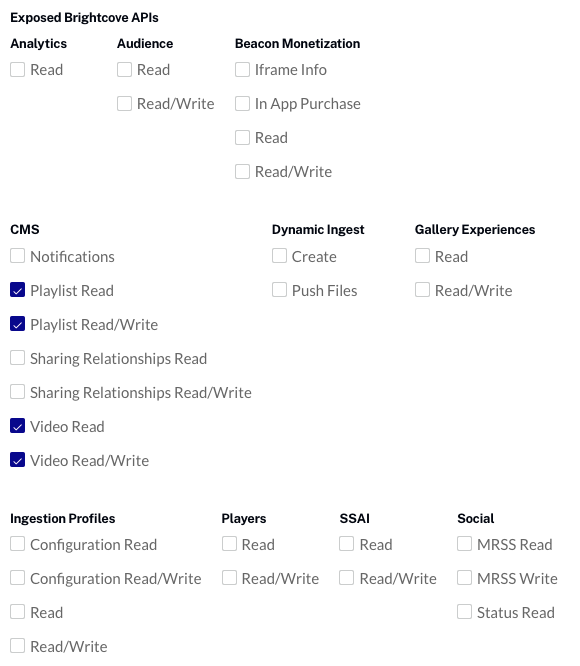 Exposed Brightcove APIs
Analytics
Read
Audience
Read
Read/Write
Beacon Monetization
Iframe Info
In App Purchase
Read
Read/Write
CMS
Notifications
Playlist Read
Playlist Read/Write
Sharing Relationships Read
Sharing Relationships Read/Write
Video Read
Video Read/Write
Dynamic Ingest
Create
Push Files
Gallery Experiences
Read
Read/Write
Ingestion Profiles
Configuration Read
Configuration Read/Write
Read
Read/Write
Players
Read
Read/Write
SSAI
Read
Read/Write
Social
MRSS Read
MRSS Write
Status Read